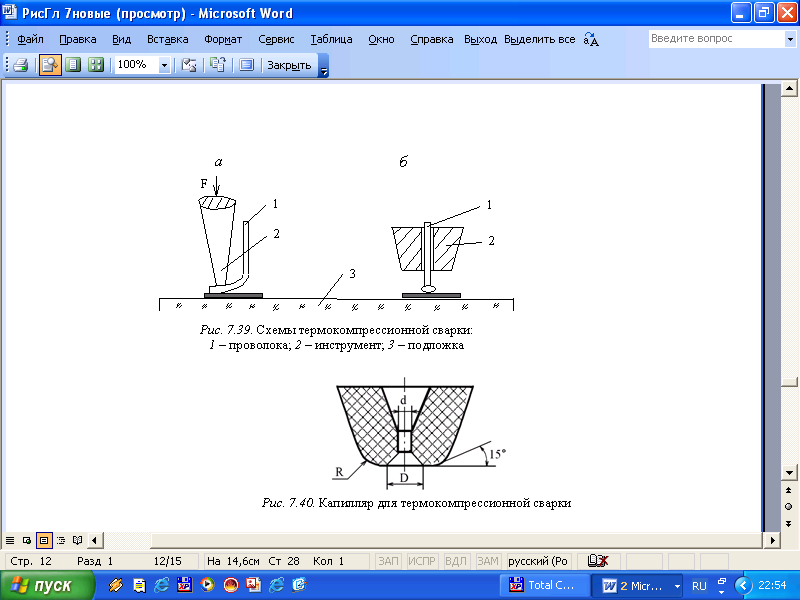 РисГл 7новые (просмотр) - Microsoft Word
Файл Правка Вид Вставка Формат Сервис Таблица Окно Справка Выход Выделить все Введите вопрос
100% Закрыть
а б
F
1 1
2 2
3
Рис. 7.39. Схемы термокомпрессионной сварки:
1 – проволока; 2 – инструмент; 3 – подложка
d
15°
R
D
Рис. 7.40. Капилляр для термокомпрессионной сварки
Стр. 12 Разд 1 12/15 На 14,6см Ст 28 Кол 1 ЗАП ИСПР ВДЛ ЗАМ русский (Ро
пуск Total C... 2 Micr... RU 22:54